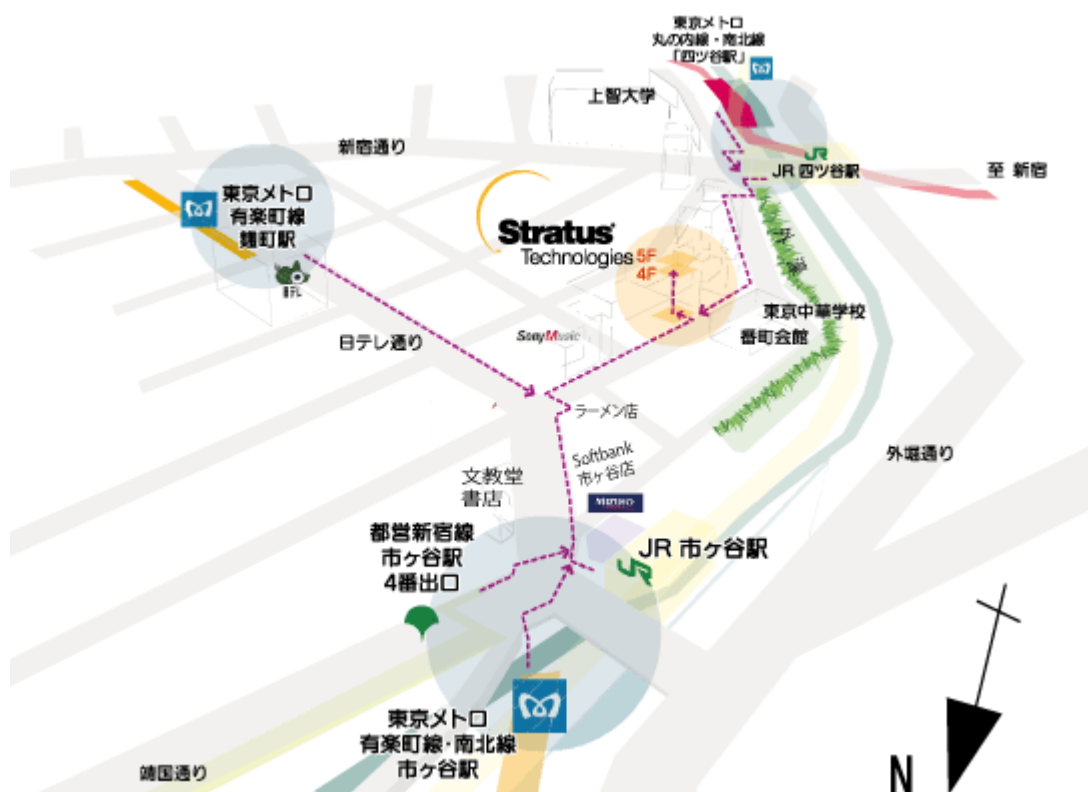 東京メトロ
丸の内線・南北線
「四ツ谷駅」
上智大学
新宿通り
JR 四ツ谷駅
至 新宿
東京メトロ
有楽町線
麹町駅
日テレ
Stratus
Technologies
5F
4F
外濠
東京中華学校
番町会館
日テレ通り
SonyMusic
ラーメン店
Softbank
市ヶ谷店
外堀通り
文教堂
書店
都営新宿線
市ヶ谷駅
4番出口
JR 市ヶ谷駅
東京メトロ
有楽町線・南北線
市ヶ谷駅
靖国通り
N